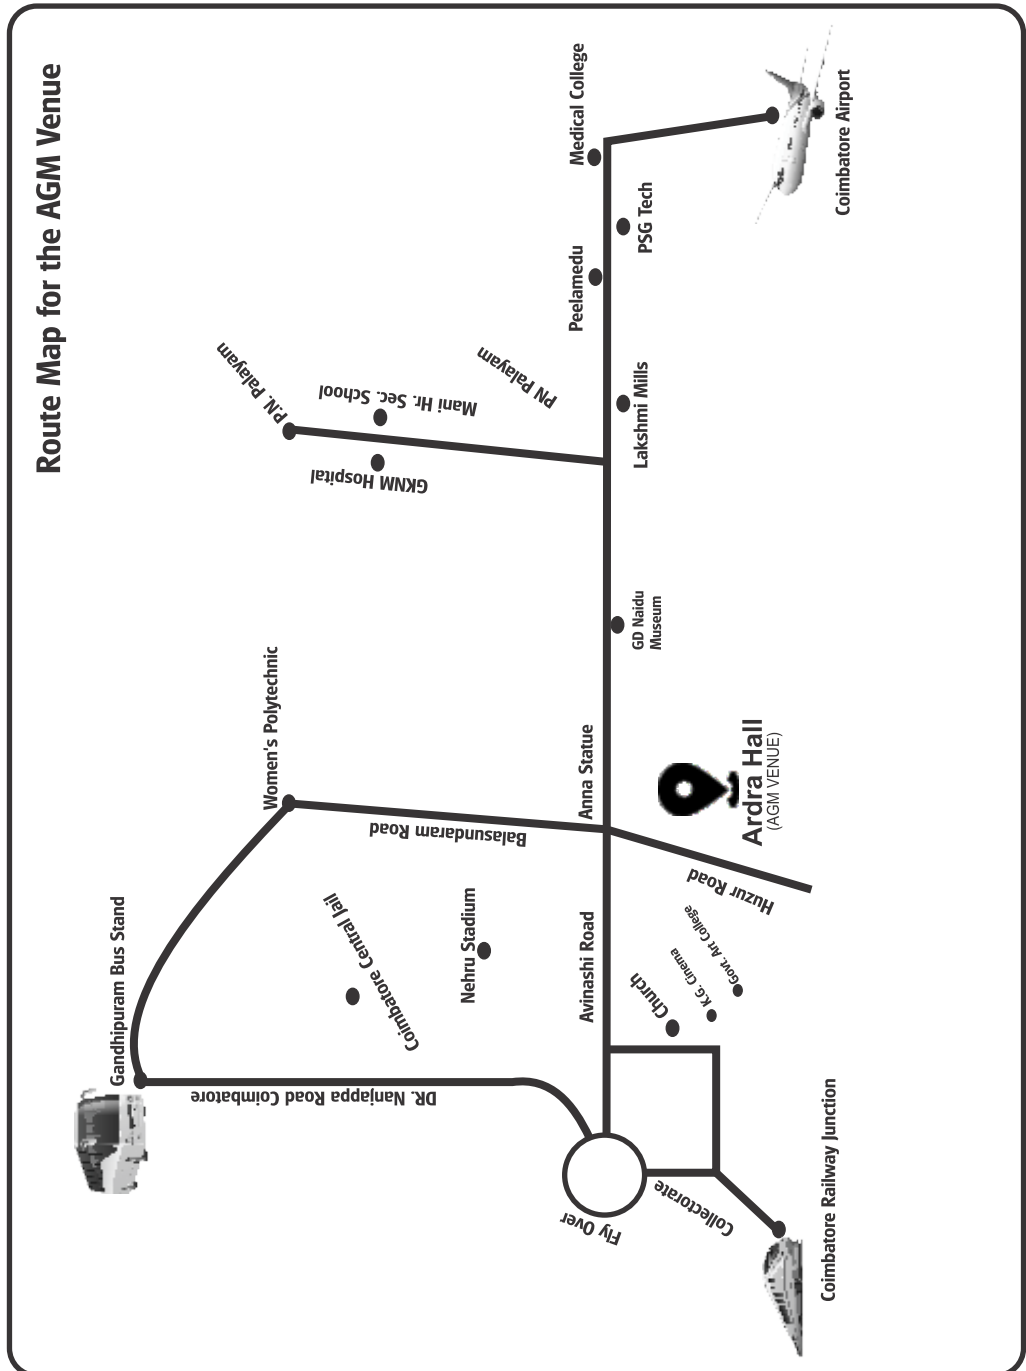 Route Map for the AGM Venue
Gandhipuram Bus Stand
Women's Polytechnic
P.N. Palayam
Mani Hr. Sec. School
GKNM Hospital
PN Palayam
DR. Nanjappa Road Coimbatore
Coimbatore Central Jail
Nehru Stadium
Balasundaram Road
Fly Over
Avinashi Road
Anna Statue
Peelamedu
Medical College
GD Naidu
Museum
Lakshmi Mills
PSG Tech
Collectorate
Church
K.G. Cinema
Govt. Art College
Huzur Road
Ardra Hall
(AGM VENUE)
Coimbatore Railway Junction
Coimbatore Airport